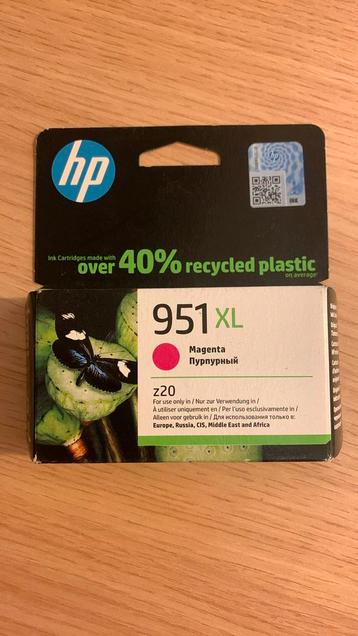 hp
INK
Ink Cartridges made with
over 40% recycled plastic
on average
951XL
Magenta
Пурпурный
z20
For use only in / Nur zur Verwendung in /
À utiliser uniquement en / Per l'uso esclusivamente in /
Alleen voor gebruik in / Для использования только в:
Europe, Russia, CIS, Middle East and Africa